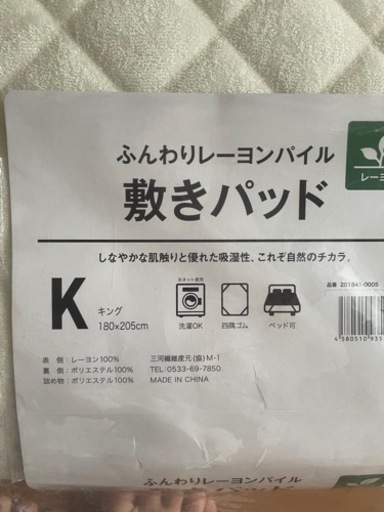 ふんわりレーヨンパイル
敷きパッド
レーヨ
しなやかな肌触りと優れた吸湿性、これぞ自然のチカラ。
K
キング
180×205cm
※ネット使用
洗濯OK
四隅ゴム
ベッド可
品番 201847-0005
4 580510 935
表 側：レーヨン100%
裏 側：ポリエステル100%
詰め物：ポリエステル100%
三河繊維産元(協)M-1
TEL:0533-69-7850
MADE IN CHINA
ふんわりレーヨンパイル